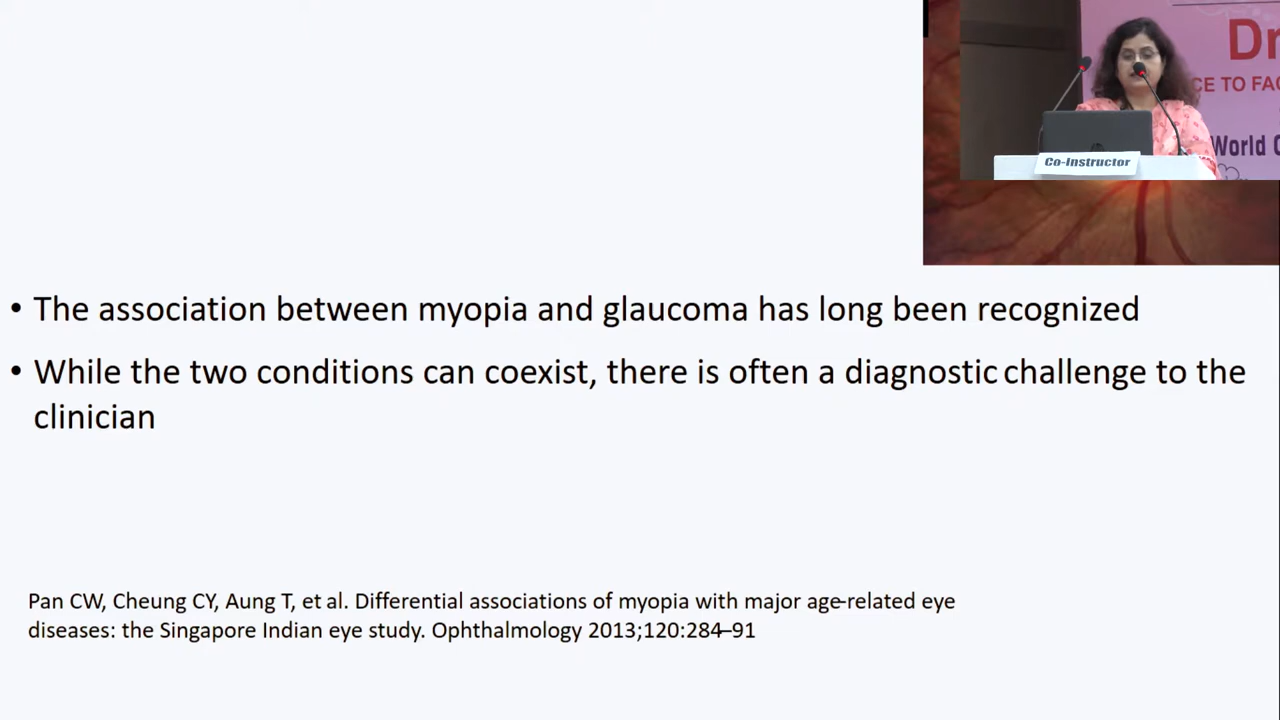 Dr
CE TO FAC
World C
Co-Instructor
• The association between myopia and glaucoma has long been recognized
• While the two conditions can coexist, there is often a diagnostic challenge to the
clinician
Pan CW, Cheung CY, Aung T, et al. Differential associations of myopia with major age-related eye
diseases: the Singapore Indian eye study. Ophthalmology 2013;120:284–91